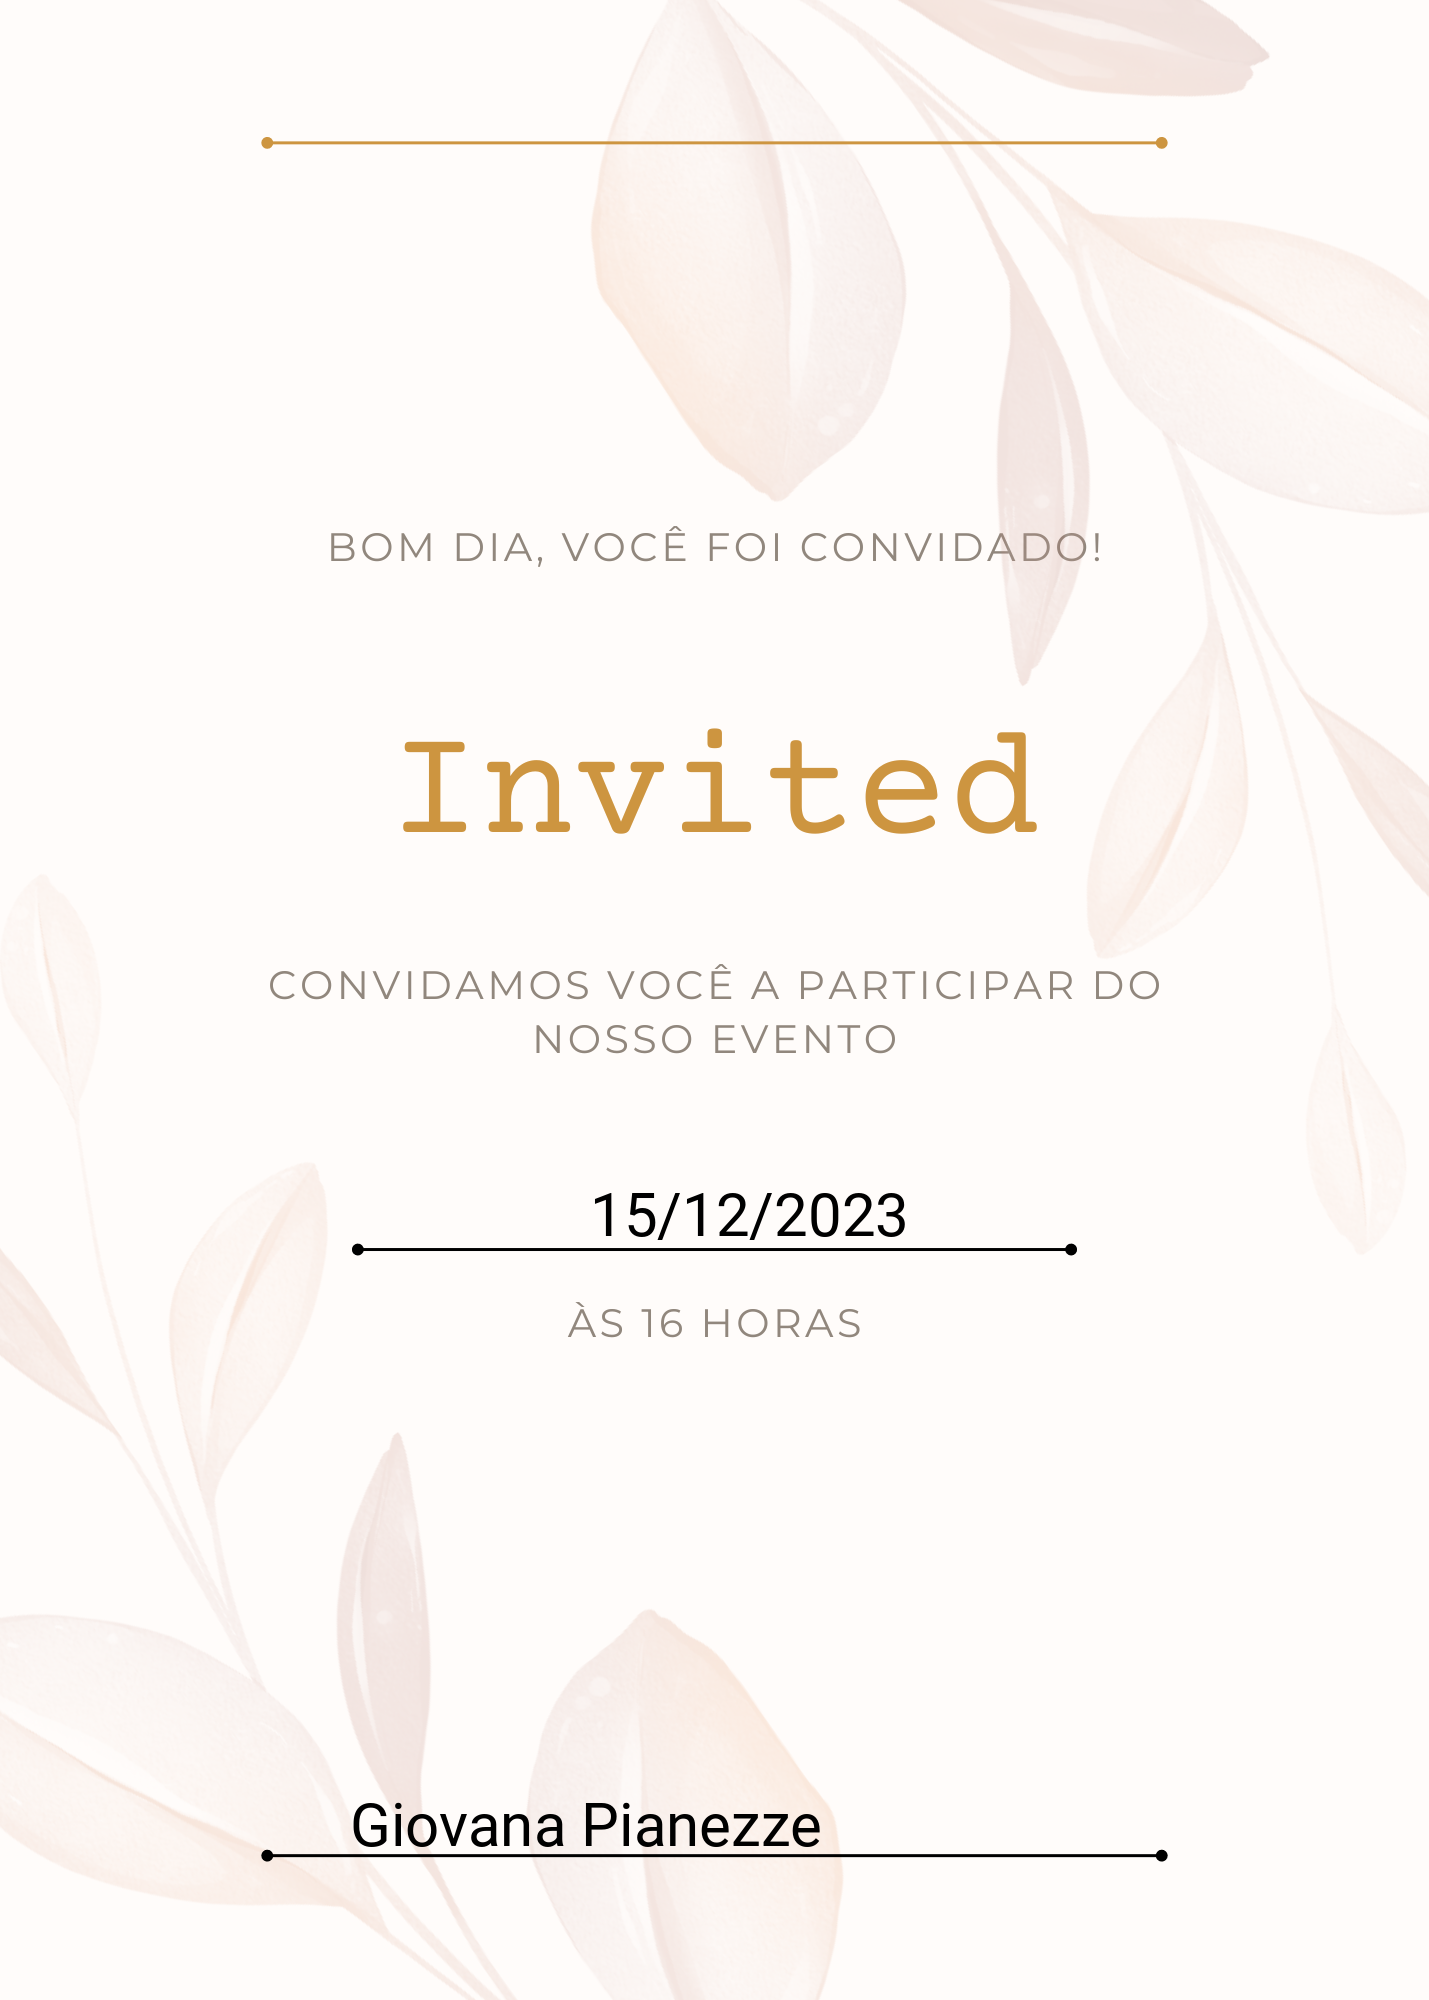 BOM DIA, VOCÊ FOI CONVIDADO!
Invited
CONVIDAMOS VOCÊ A PARTICIPAR DO
NOSSO EVENTO
15/12/2023
ÀS 16 HORAS
Giovana Pianezze